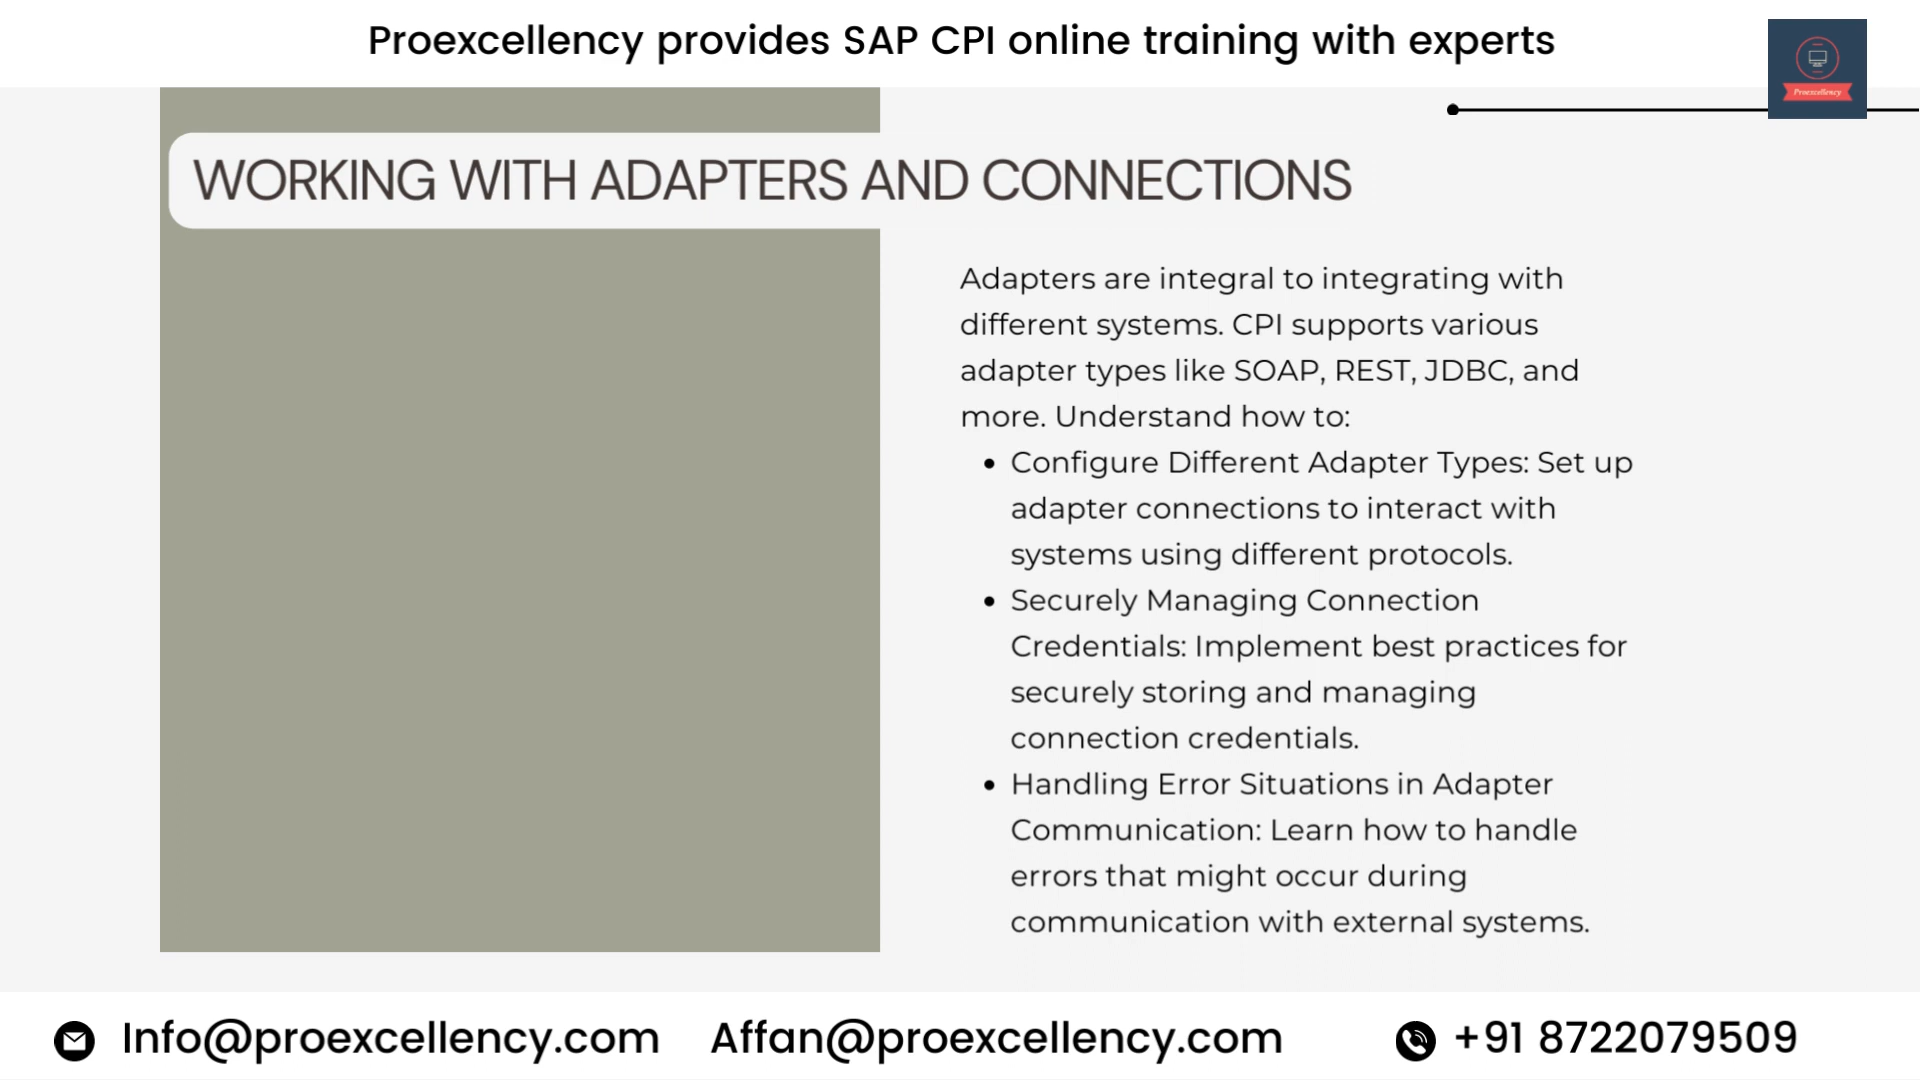 Proexcellency provides SAP CPI online training with experts
Proexcellency
WORKING WITH ADAPTERS AND CONNECTIONS
Adapters are integral to integrating with
different systems. CPI supports various
adapter types like SOAP, REST, JDBC, and
more. Understand how to:
• Configure Different Adapter Types: Set up
adapter connections to interact with
systems using different protocols.
• Securely Managing Connection
Credentials: Implement best practices for
securely storing and managing
connection credentials.
• Handling Error Situations in Adapter
Communication: Learn how to handle
errors that might occur during
communication with external systems.
Info@proexcellency.com Affan@proexcellency.com +91 8722079509